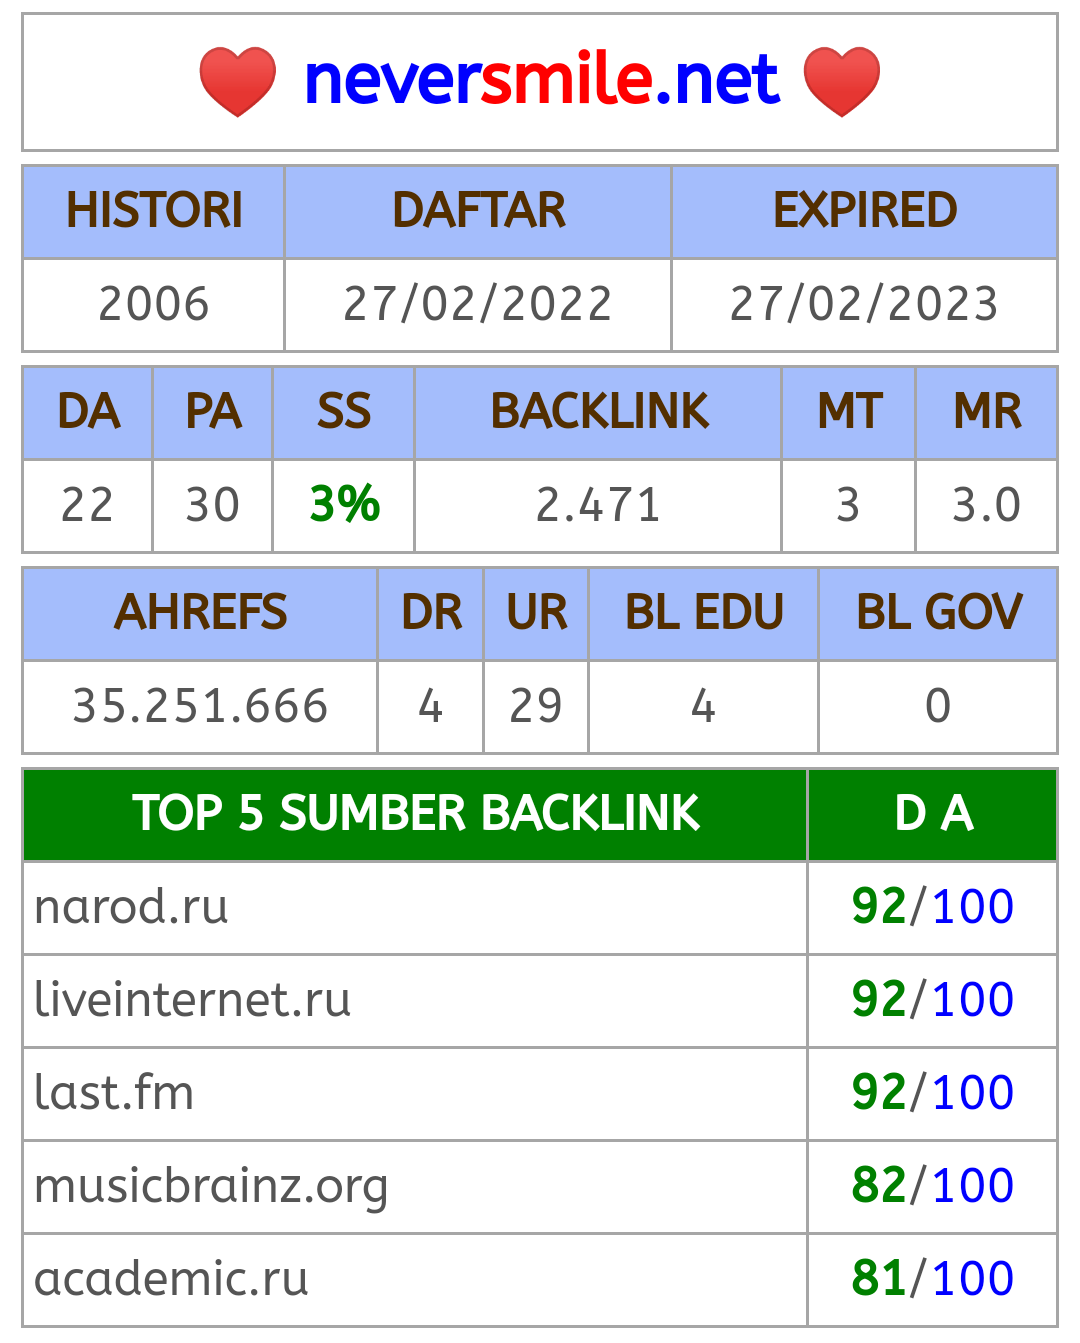 neversmile.net
HISTORI DAFTAR EXPIRED
2006 27/02/2022 27/02/2023
DA PA SS BACKLINK MT MR
22 30 3% 2.471 3 3.0
AHREFS DR UR BL EDU BL GOV
35.251.666 4 29 4 0
TOP 5 SUMBER BACKLINK D A
narod.ru 92/100
liveinternet.ru 92/100
last.fm 92/100
musicbrainz.org 82/100
academic.ru 81/100